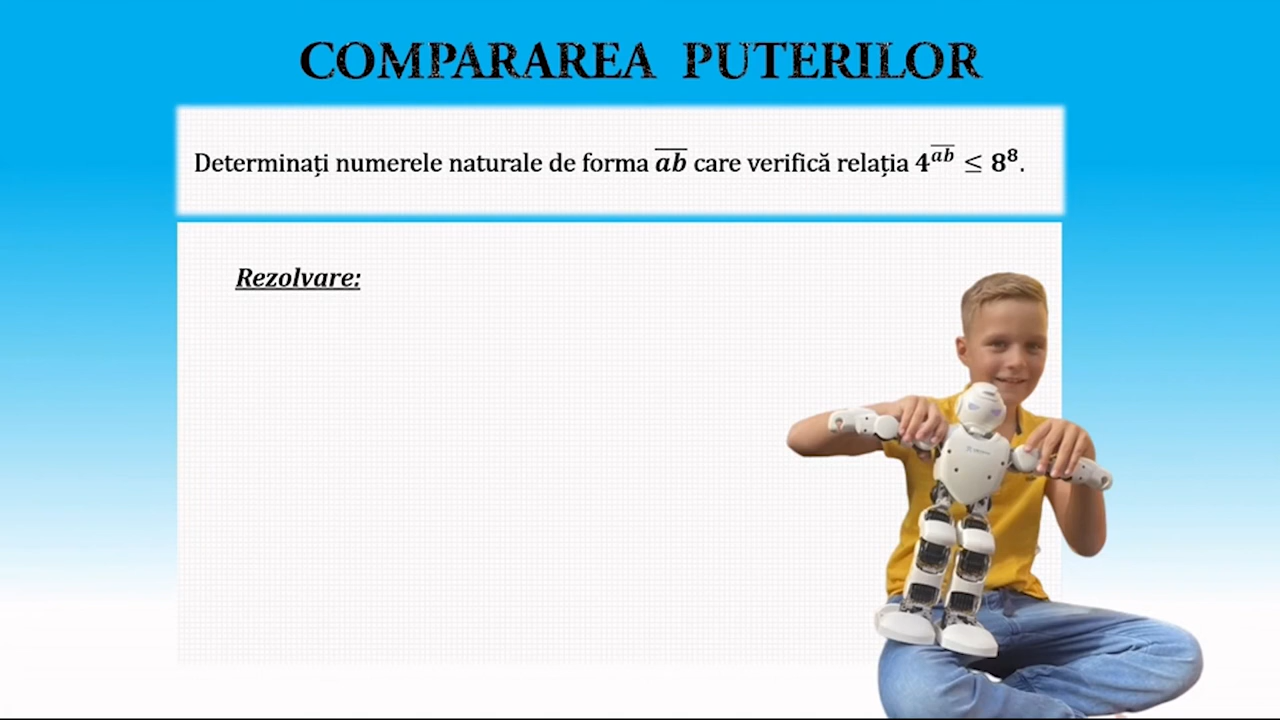 COMPARAREA PUTERILOR
Determinați numerele naturale de forma $\overline{ab}$ care verifică relația $4^{\overline{ab}} \leq 8^8$.
Rezolvare: